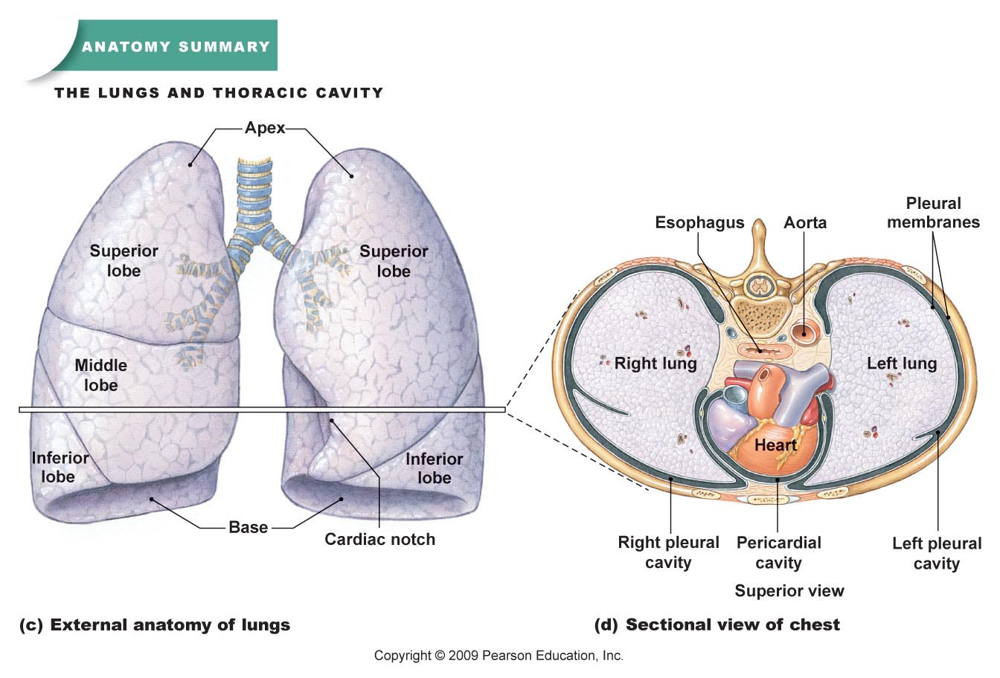 ANATOMY SUMMARY
THE LUNGS AND THORACIC CAVITY
Apex
Superior
lobe
Superior
lobe
Middle
lobe
Inferior
lobe
Inferior
lobe
Base
Cardiac notch
(c) External anatomy of lungs
Esophagus
Aorta
Pleural
membranes
Right lung
Left lung
Heart
Right pleural
cavity
Pericardial
cavity
Left pleural
cavity
Superior view
(d) Sectional view of chest
Copyright © 2009 Pearson Education, Inc.